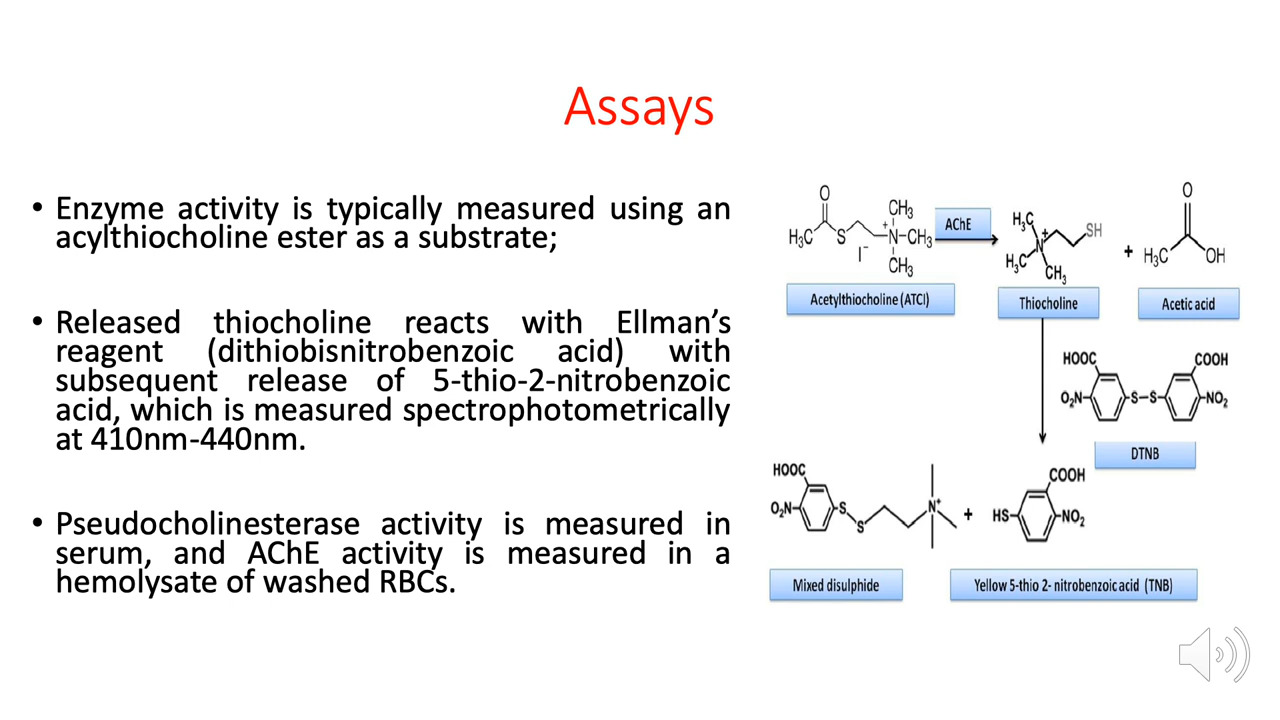 Assays
• Enzyme activity is typically measured using an
acylthiocholine ester as a substrate;
• Released thiocholine reacts with Ellman's
reagent (dithiobisnitrobenzoic acid) with
subsequent release of 5-thio-2-nitrobenzoic
acid, which is measured spectrophotometrically
at 410nm-440nm.
• Pseudocholinesterase activity is measured in
serum, and AChE activity is measured in a
hemolysate of washed RBCs.
O
H₃C
S
CH₃
+
N–CH₃
CH₃
I⁻
AChE
H₃C
+
N
H₃C
CH₃
SH
+
O
H₃C
OH
Acetylthiocholine (ATCI)
Thiocholine
Acetic acid
HOOC
COOH
O₂N
S–S
NO₂
DTNB
HOOC
O₂N
S
S
N⁺
+
COOH
HS
NO₂
Mixed disulphide
Yellow 5-thio 2- nitrobenzoic acid (TNB)